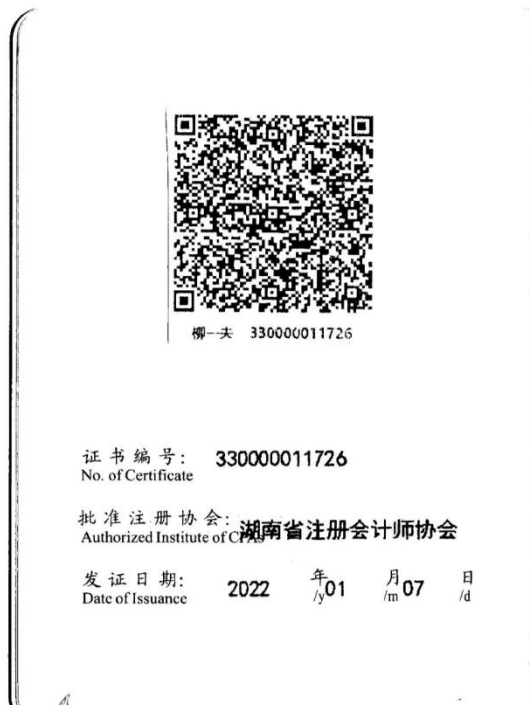 柳一夫 330000011726
证书编号: 330000011726
No. of Certificate
批准注册协会: 湖南省注册会计师协会
Authorized Institute of CPAs
发证日期: 2022 年 01 月 07 日
Date of Issuance /y /m /d